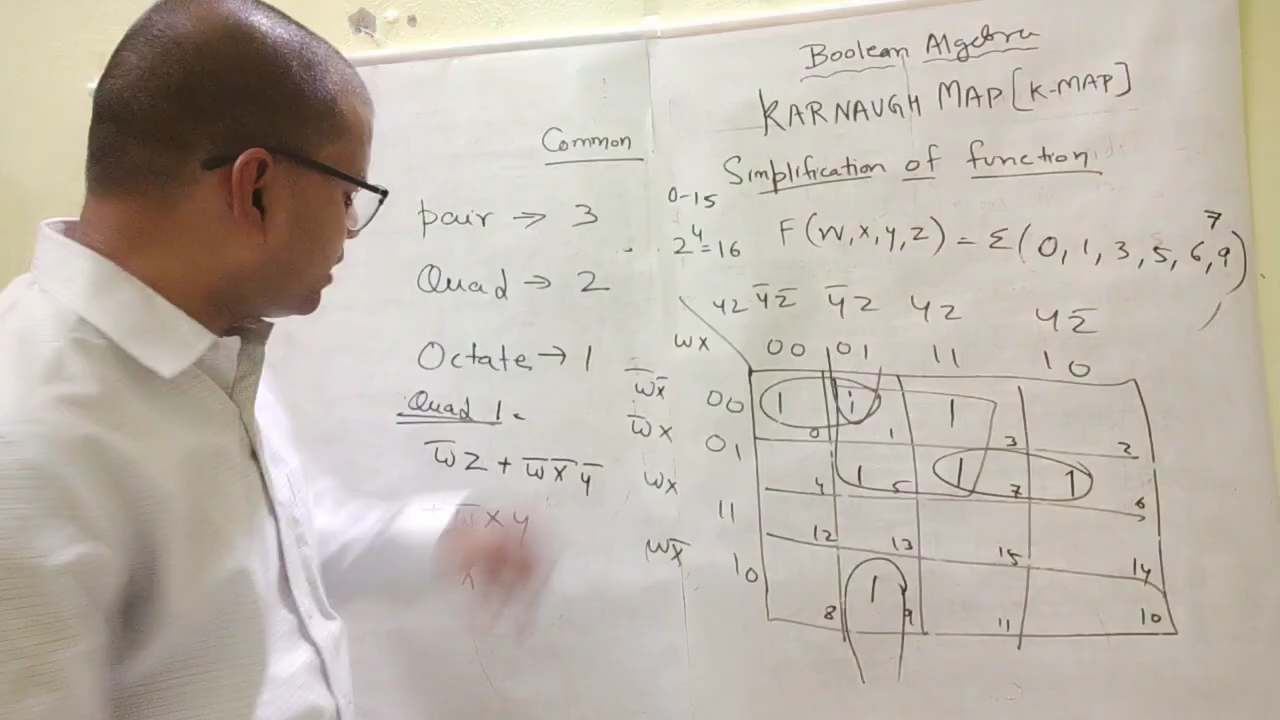 Boolean Algebra
KARNAUGH MAP [K-MAP]
Simplification of function
Common
pair → 3
Quad → 2
Octate → 1
Quad 1 =
w̅z + w̅x̅y̅
xy
0-15
2⁴=16
F(w,x,y,z) = Σ(0,1,3,5,6,7,9)
yz y̅z̅ y̅z yz yz̅
wx 00 01 11 10
w̅x̅ 00 1 0 1 1 1 3 2
w̅x 01 4 1 5 1 7 1 6
wx 11 12 13 15 14
wx̅ 10 8 1 9 11 10